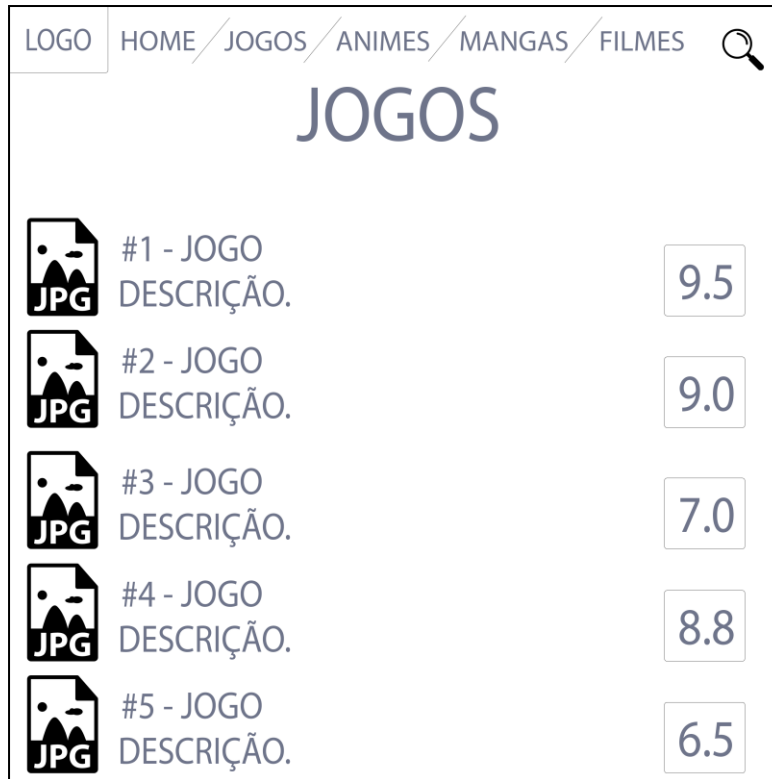 LOGO HOME JOGOS ANIMES MANGAS FILMES
JOGOS
JPG
#1 - JOGO
DESCRIÇÃO.
9.5
JPG
#2 - JOGO
DESCRIÇÃO.
9.0
JPG
#3 - JOGO
DESCRIÇÃO.
7.0
JPG
#4 - JOGO
DESCRIÇÃO.
8.8
JPG
#5 - JOGO
DESCRIÇÃO.
6.5